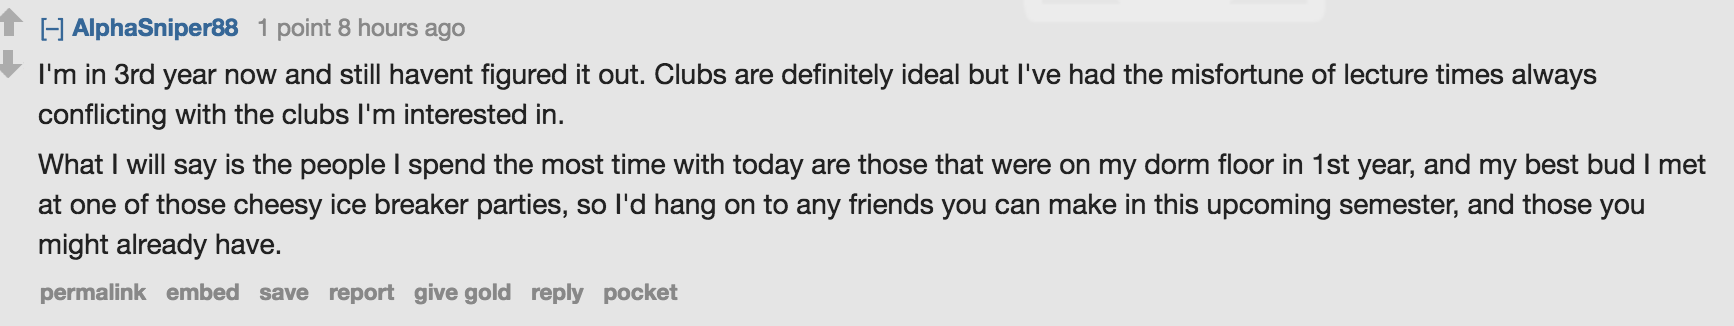 [–] AlphaSniper88 1 point 8 hours ago
I'm in 3rd year now and still havent figured it out. Clubs are definitely ideal but I've had the misfortune of lecture times always
conflicting with the clubs I'm interested in.
What I will say is the people I spend the most time with today are those that were on my dorm floor in 1st year, and my best bud I met
at one of those cheesy ice breaker parties, so I'd hang on to any friends you can make in this upcoming semester, and those you
might already have.
permalink embed save report give gold reply pocket